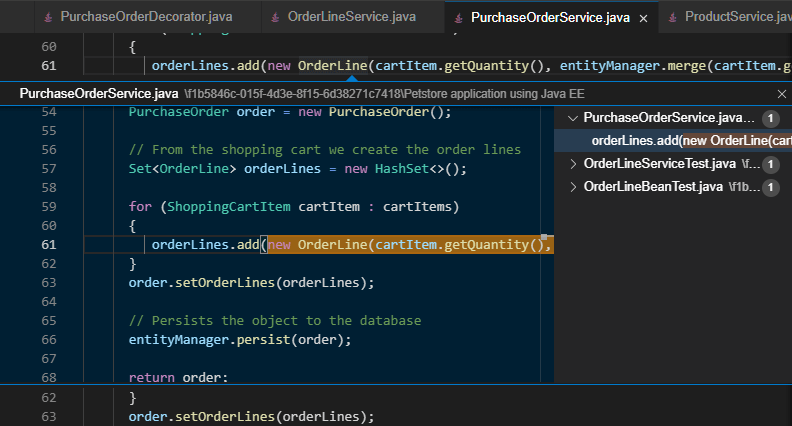 PurchaseOrderDecorator.java OrderLineService.java PurchaseOrderService.java × ProductService.jav
60 {
61 orderLines.add(new OrderLine(cartItem.getQuantity(), entityManager.merge(cartItem.g
PurchaseOrderService.java \f1b5846c-015f-4d3e-8f15-6d38271c7418\Petstore application using Java EE ×
54 PurchaseOrder order = new PurchaseOrder();
55
56 // From the shopping cart we create the order lines
57 Set<OrderLine> orderLines = new HashSet<>();
58
59 for (ShoppingCartItem cartItem : cartItems)
60 {
61 orderLines.add(new OrderLine(cartItem.getQuantity(),
62 }
63 order.setOrderLines(orderLines);
64
65 // Persists the object to the database
66 entityManager.persist(order);
67
68 return order;
PurchaseOrderService.java... 1
orderLines.add(new OrderLine(cart
OrderLineServiceTest.java \f... 1
OrderLineBeanTest.java \f1b... 1
62 }
63 order.setOrderLines(orderLines);